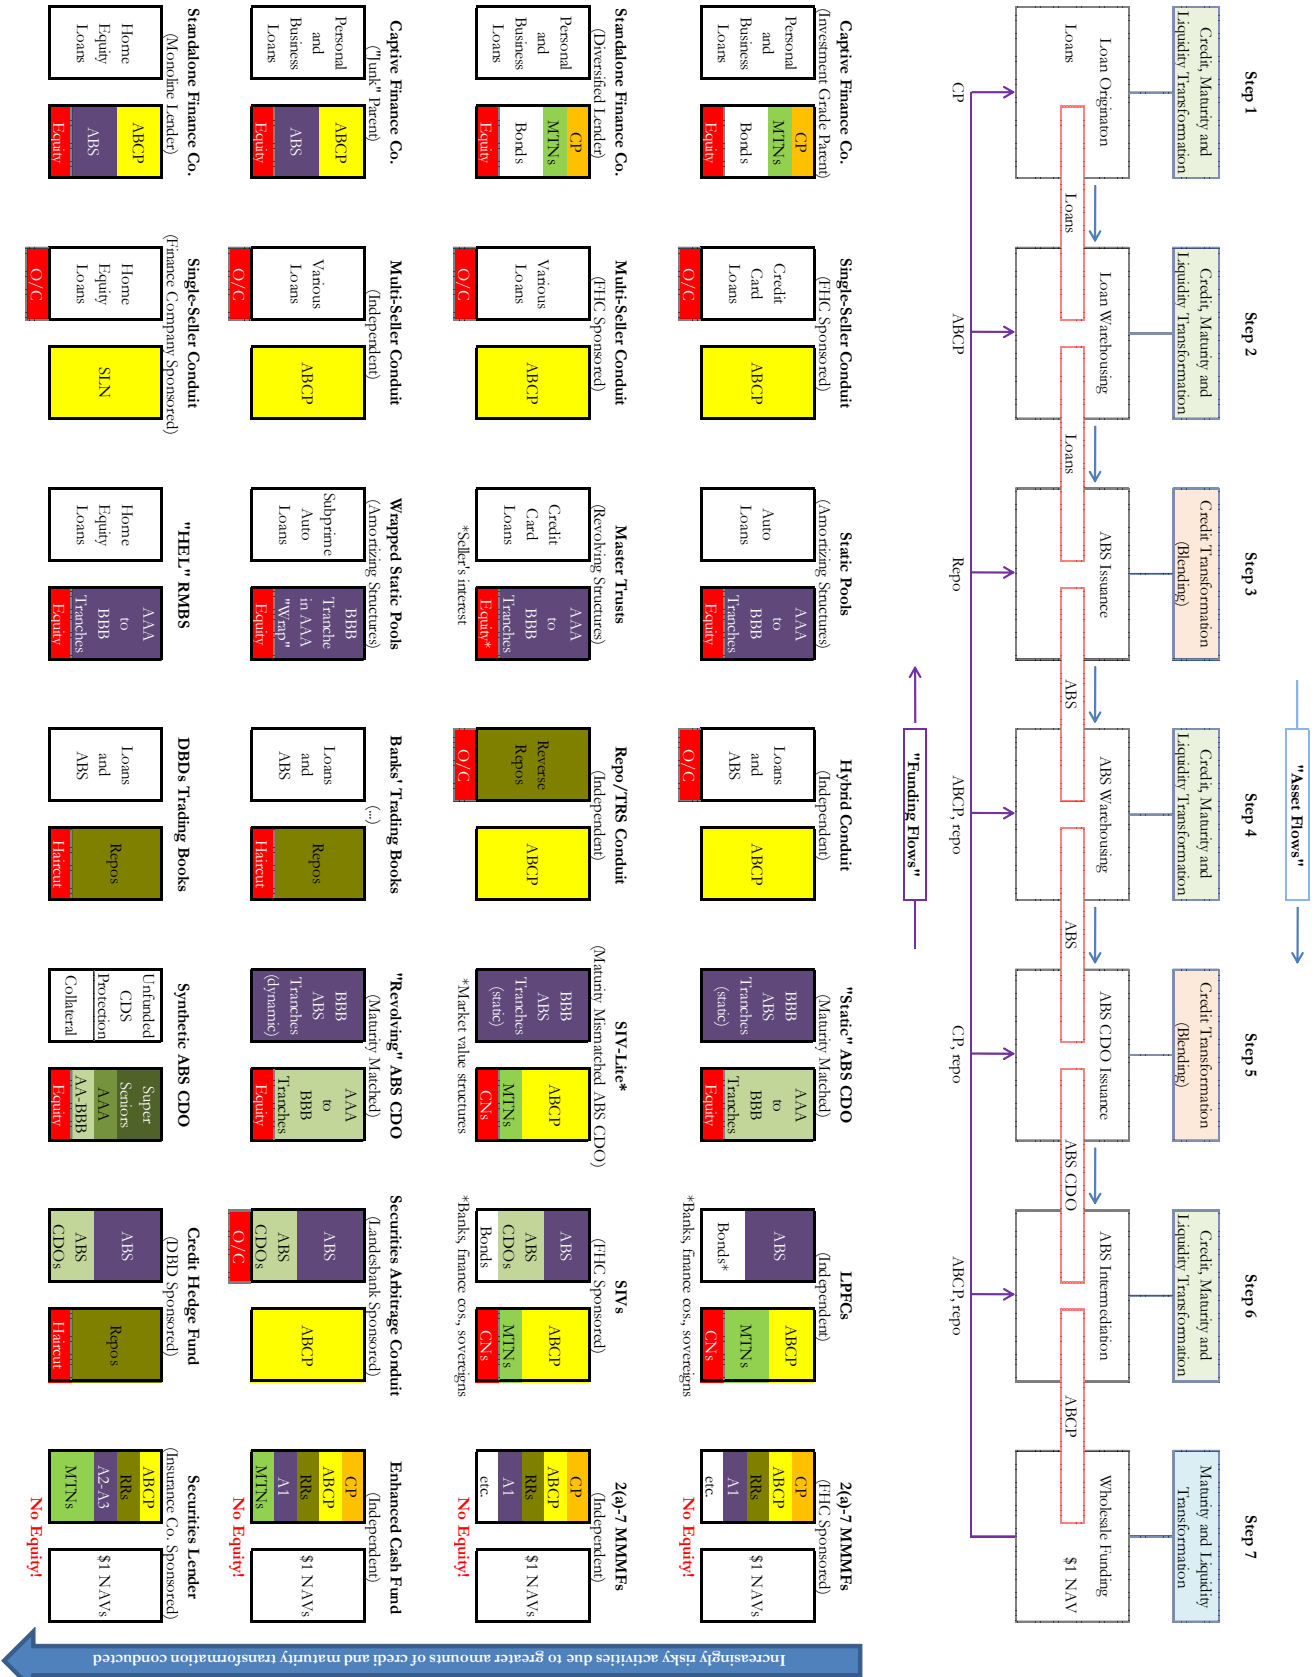 "Asset Flows"
Step 1
Step 2
Step 3
Step 4
Step 5
Step 6
Step 7
Credit, Maturity and
Liquidity Transformation
Credit, Maturity and
Liquidity Transformation
Credit Transformation
(Blending)
Credit, Maturity and
Liquidity Transformation
Credit Transformation
(Blending)
Credit, Maturity and
Liquidity Transformation
Maturity and Liquidity
Transformation
Loan Originaton
Loan Warehousing
ABS Issuance
ABS Warehousing
ABS CDO Issuance
ABS Intermediation
Wholesale Funding
Loans
Loans
Loans
ABS
ABS
ABS CDO
ABCP
$1 NAV
CP
ABCP
Repo
ABCP, repo
CP, repo
ABCP, repo
"Funding Flows"
Captive Finance Co.
(Investment Grade Parent)
Personal
and
Business
Loans
CP
MTNs
Bonds
Equity
Single-Seller Conduit
(FHC Sponsored)
Credit
Card
Loans
O/C
ABCP
Static Pools
(Amortizing Structures)
Auto
Loans
AAA
to
BBB
Tranches
Equity
Hybrid Conduit
(Independent)
Loans
and
ABS
O/C
ABCP
"Static" ABS CDO
(Maturity Matched)
BBB
ABS
Tranches
(static)
AAA
to
BBB
Tranches
Equity
LPFCs
(Independent)
ABS
Bonds*
ABCP
MTNs
CNs
*Banks, finance cos., sovereigns
2(a)-7 MMMFs
(FHC Sponsored)
CP
ABCP
RRs
A1
etc.
$1 NAVs
No Equity!
Standalone Finance Co.
(Diversified Lender)
Personal
and
Business
Loans
CP
MTNs
Bonds
Equity
Multi-Seller Conduit
(FHC Sponsored)
Various
Loans
O/C
ABCP
Master Trusts
(Revolving Structures)
Credit
Card
Loans
AAA
to
BBB
Tranches
Equity*
*Seller's interest
Repo/TRS Conduit
(Independent)
Reverse
Repos
O/C
ABCP
SIV-Lite*
(Maturity Mismatched ABS CDO)
BBB
ABS
Tranches
(static)
ABCP
MTNs
CNs
*Market value structures
SIVs
(FHC Sponsored)
ABS
ABS
CDOs
Bonds
ABCP
MTNs
CNs
*Banks, finance cos., sovereigns
2(a)-7 MMMFs
(Independent)
CP
ABCP
RRs
A1
etc.
$1 NAVs
No Equity!
Captive Finance Co.
("Junk" Parent)
Personal
and
Business
Loans
ABCP
ABS
Equity
Multi-Seller Conduit
(Independent)
Various
Loans
O/C
ABCP
Wrapped Static Pools
(Amortizing Structures)
Subprime
Auto
Loans
BBB
Tranche
in AAA
"Wrap"
Equity
Banks' Trading Books
(...)
Loans
and
ABS
Repos
Haircut
"Revolving" ABS CDO
(Maturity Matched)
BBB
ABS
Tranches
(dynamic)
AAA
to
BBB
Tranches
Equity
Securities Arbitrage Conduit
(Landesbank Sponsored)
ABS
ABS
CDOs
O/C
ABCP
Enhanced Cash Fund
(Independent)
CP
ABCP
RRs
A1
MTNs
$1 NAVs
No Equity!
Standalone Finance Co.
(Monoline Lender)
Home
Equity
Loans
ABCP
ABS
Equity
Single-Seller Conduit
(Finance Company Sponsored)
Home
Equity
Loans
O/C
SLN
"HEL" RMBS
Home
Equity
Loans
AAA
to
BBB
Tranches
Equity
DBDs Trading Books
Loans
and
ABS
Repos
Haircut
Synthetic ABS CDO
Unfunded
CDS
Protection
Collateral
Super
Seniors
AAA
AA-BBB
Equity
Credit Hedge Fund
(DBD Sponsored)
ABS
ABS
CDOs
Repos
Haircut
Securities Lender
(Insurance Co. Sponsored)
ABCP
RRs
A2-A3
MTNs
$1 NAVs
No Equity!
Increasingly risky activities due to greater amounts of credi and maturity transformation conducted